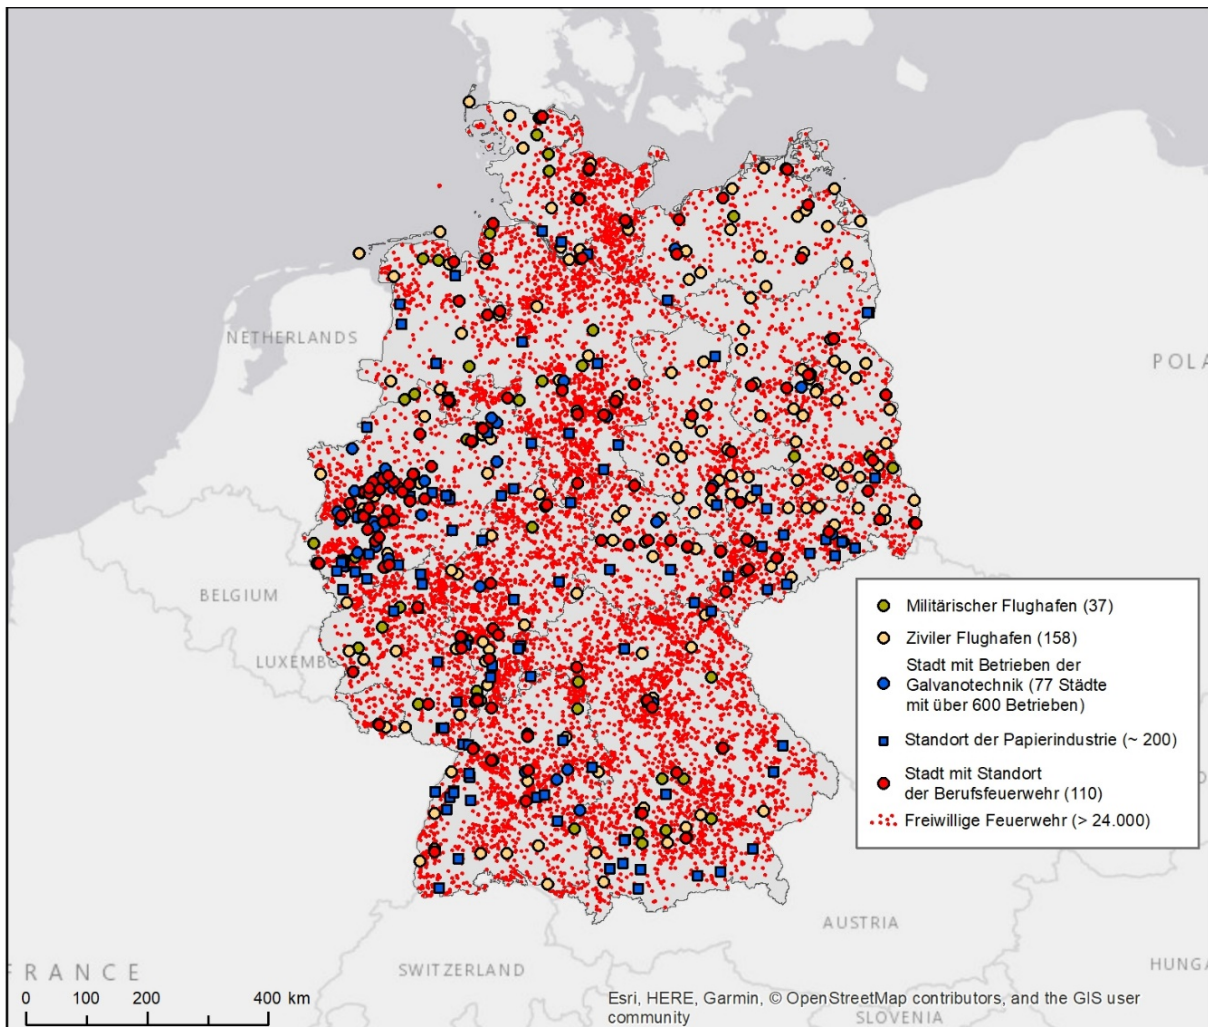 NETHERLANDS
POLA
BELGIUM
LUXEMBO
Militärischer Flughafen (37)
Ziviler Flughafen (158)
Stadt mit Betrieben der
Galvanotechnik (77 Städte
mit über 600 Betrieben)
Standort der Papierindustrie (~ 200)
Stadt mit Standort
der Berufsfeuerwehr (110)
Freiwillige Feuerwehr (> 24.000)
AUSTRIA
FRANCE
SWITZERLAND
HUNGA
0 100 200 400 km
Esri, HERE, Garmin, © OpenStreetMap contributors, and the GIS user
community
SLOVENIA